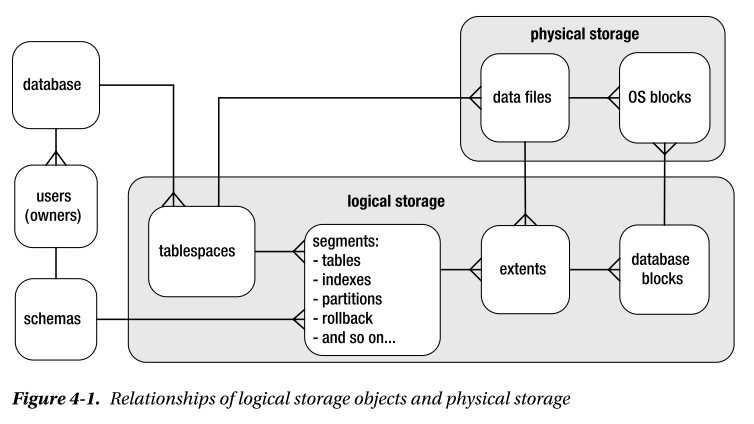 physical storage
database
data files
OS blocks
users
(owners)
logical storage
tablespaces
segments:
- tables
- indexes
- partitions
- rollback
- and so on...
extents
database
blocks
schemas
Figure 4-1. Relationships of logical storage objects and physical storage